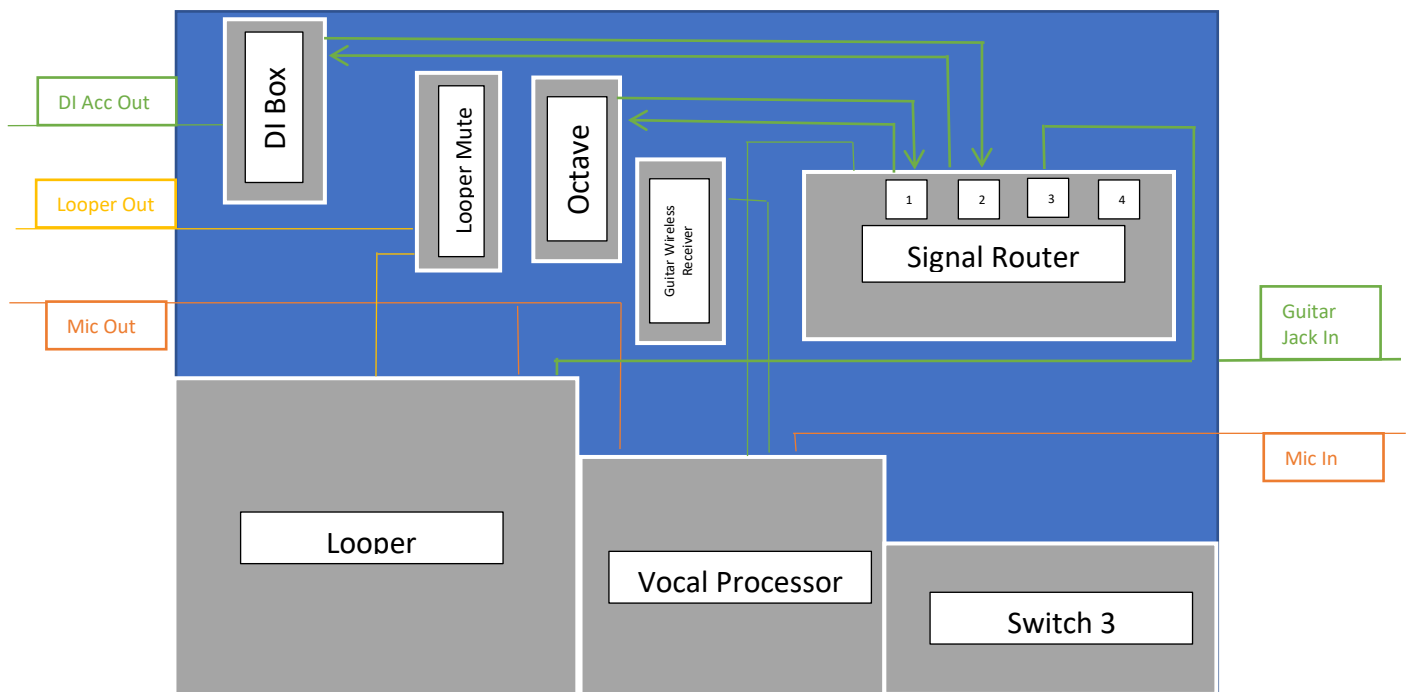 DI Box
Looper Mute
Octave
Guitar Wireless
Receiver
1
2
3
4
Signal Router
DI Acc Out
Looper Out
Mic Out
Guitar
Jack In
Mic In
Looper
Vocal Processor
Switch 3